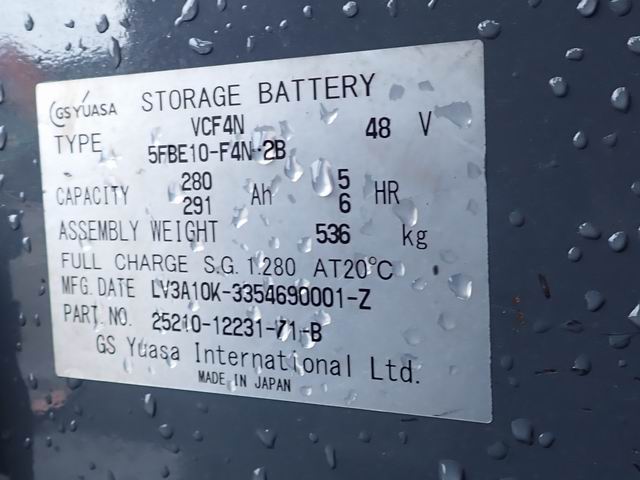 GS YUASA STORAGE BATTERY
TYPE VCF4N 48 V
5FBE10-F4N-2B
CAPACITY 280 Ah 5 HR
291 6
ASSEMBLY WEIGHT 536 kg
FULL CHARGE S.G. 1.280 AT20°C
MFG. DATE LV3A10K-3354690001-Z
PART NO. 25210-12231-71-B
GS Yuasa International Ltd.
MADE IN JAPAN